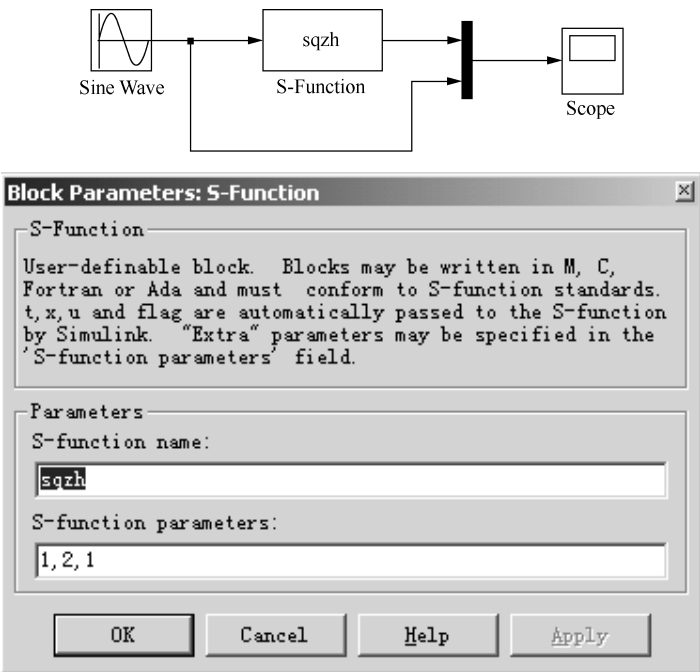 sqzh
Sine Wave
S-Function
Scope
Block Parameters: S-Function
S-Function
User-definable block.  Blocks may be written in M, C,
Fortran or Ada and must  conform to S-function standards.
t,x,u and flag are automatically passed to the S-function
by Simulink.  "Extra" parameters may be specified in the
'S-function parameters' field.
Parameters
S-function name:
sqzh
S-function parameters:
1,2,1
OK
Cancel
Help
Apply